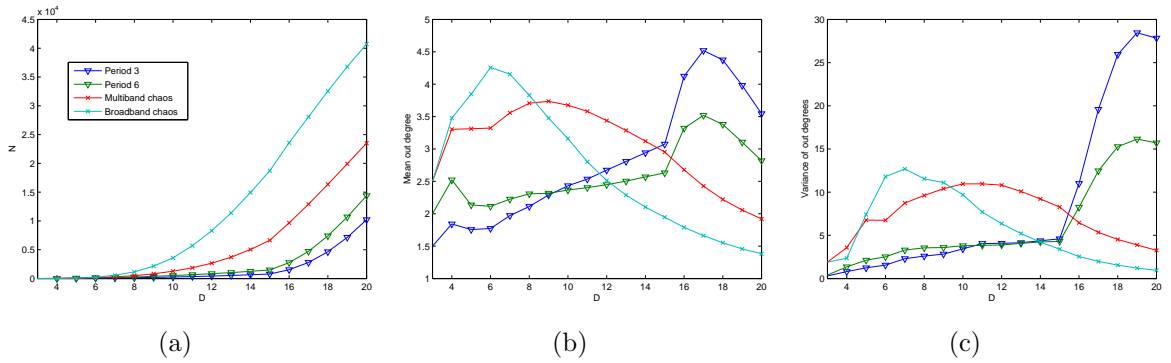 x 10⁴
4.5
4
3.5
3
2.5
2
1.5
1
0.5
0
N
4 6 8 10 12 14 16 18 20
D
Period 3
Period 6
Multiband chaos
Broadband chaos
(a)
5
4.5
4
3.5
3
2.5
2
1.5
1
Mean out degree
4 6 8 10 12 14 16 18 20
D
(b)
30
25
20
15
10
5
0
Variance of out degrees
4 6 8 10 12 14 16 18 20
D
(c)